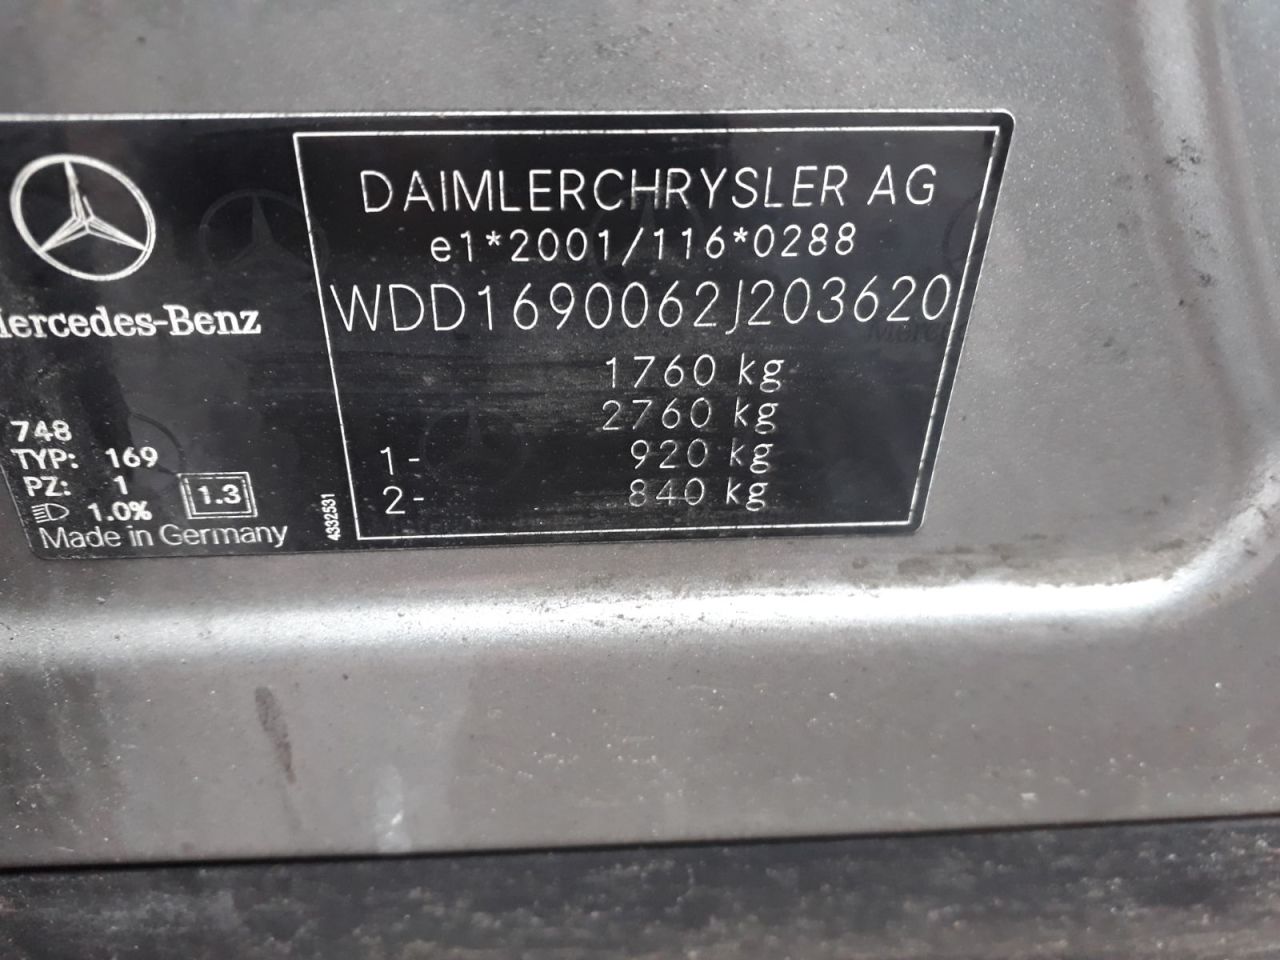 Mercedes-Benz
748
TYP: 169
PZ: 1
1.3
1.0%
Made in Germany
4332531
DAIMLERCHRYSLER AG
e1*2001/116*0288
WDD1690062J203620
1760 kg
2760 kg
1- 920 kg
2- 840 kg